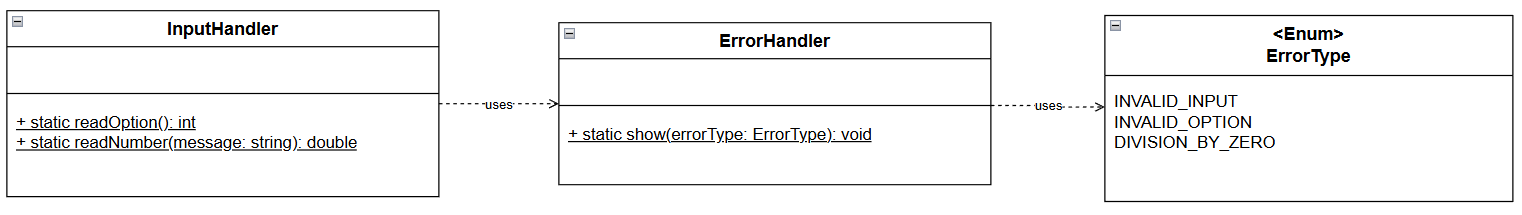 InputHandler
+ static readOption(): int
+ static readNumber(message: string): double
uses
ErrorHandler
+ static show(errorType: ErrorType): void
uses
<Enum>
ErrorType
INVALID_INPUT
INVALID_OPTION
DIVISION_BY_ZERO